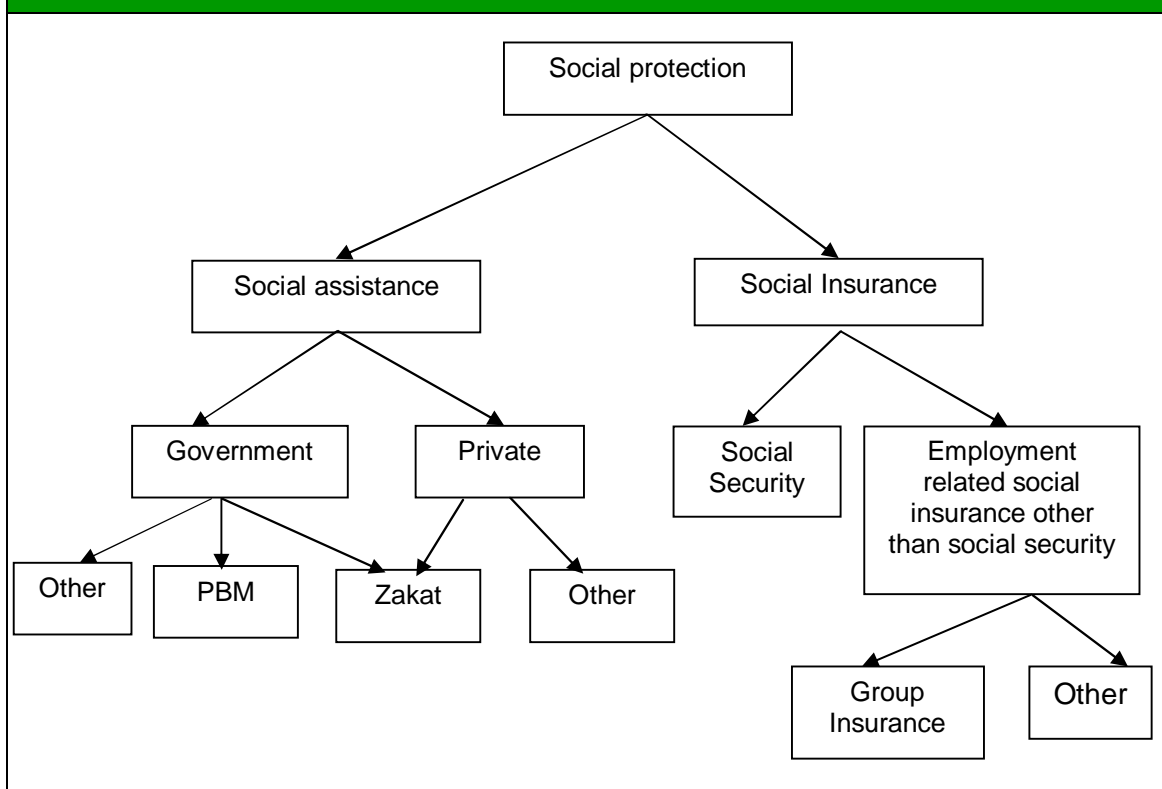 Social protection
Social assistance
Social Insurance
Government
Private
Social
Security
Employment
related social
insurance other
than social security
Other
PBM
Zakat
Other
Group
Insurance
Other